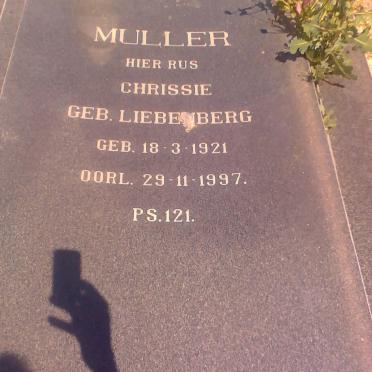 MULLER
HIER RUS
CHRISSIE
GEB. LIEBENBERG
GEB. 18-3-1921
OORL. 29-11-1997.
PS.121.